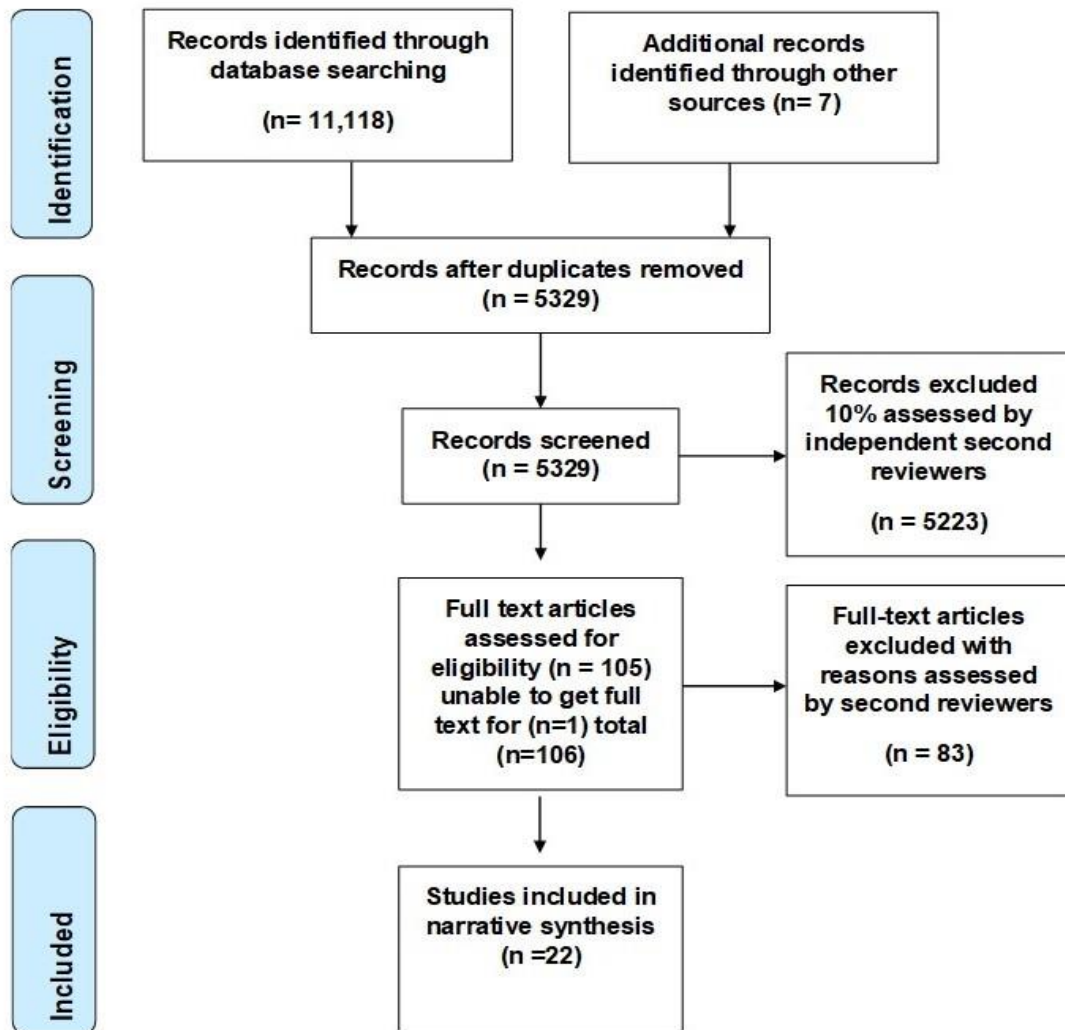 Identification
Records identified through
database searching
(n= 11,118)
Additional records
identified through other
sources (n= 7)
Records after duplicates removed
(n = 5329)
Screening
Records screened
(n = 5329)
Records excluded
10% assessed by
independent second
reviewers
(n = 5223)
Eligibility
Full text articles
assessed for
eligibility (n = 105)
unable to get full
text for (n=1) total
(n=106)
Full-text articles
excluded with
reasons assessed
by second reviewers
(n = 83)
Included
Studies included in
narrative synthesis
(n =22)